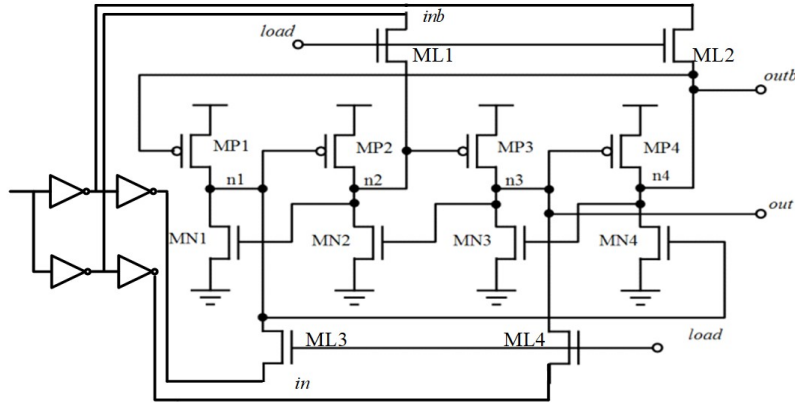 inb
load
ML1
ML2
outb
MP1
MP2
MP3
MP4
n1
n2
n3
n4
out
MN1
MN2
MN3
MN4
ML3
ML4
load
in